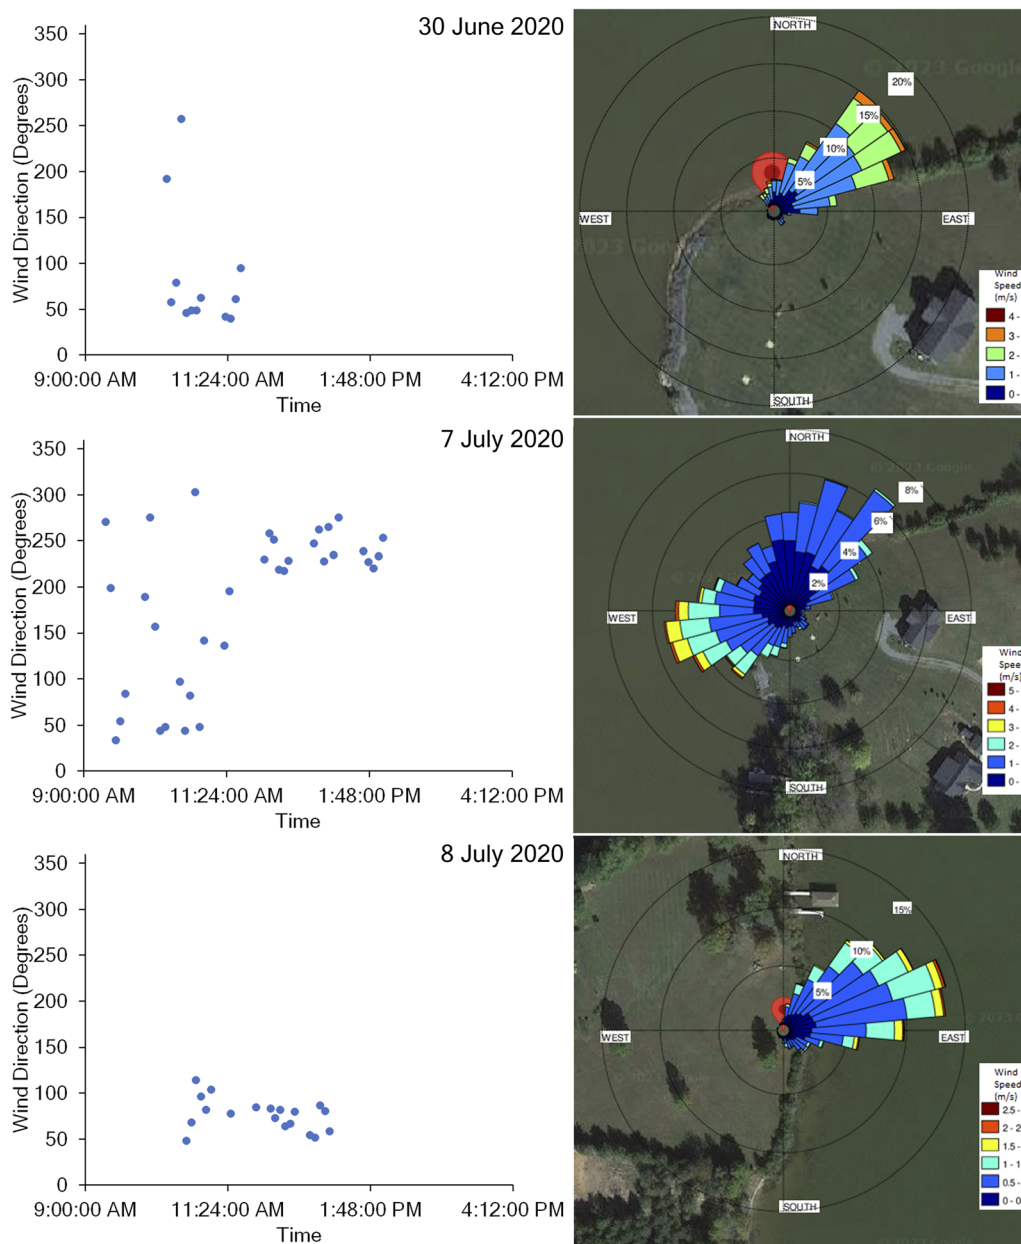 30 June 2020
Wind Direction (Degrees)
350
300
250
200
150
100
50
0
9:00:00 AM 11:24:00 AM 1:48:00 PM 4:12:00 PM
Time
© 2023 Google
NORTH
20%
15%
10%
5%
WEST
EAST
2023 Google
SOUTH
Wind
Speed
(m/s)
4 -
3 -
2 -
1 -
0 -
7 July 2020
Wind Direction (Degrees)
350
300
250
200
150
100
50
0
9:00:00 AM 11:24:00 AM 1:48:00 PM 4:12:00 PM
Time
NORTH
© 2023 Google
8%
6%
4%
2%
WEST
EAST
SOUTH
Wind
Speed
(m/s)
5 -
4 -
3 -
2 -
1 -
0 -
8 July 2020
Wind Direction (Degrees)
350
300
250
200
150
100
50
0
9:00:00 AM 11:24:00 AM 1:48:00 PM 4:12:00 PM
Time
NORTH
15%
10%
5%
WEST
EAST
SOUTH
Wind
Speed
(m/s)
2.5 -
2 - 2
1.5 -
1 - 1
0.5 -
0 - 0